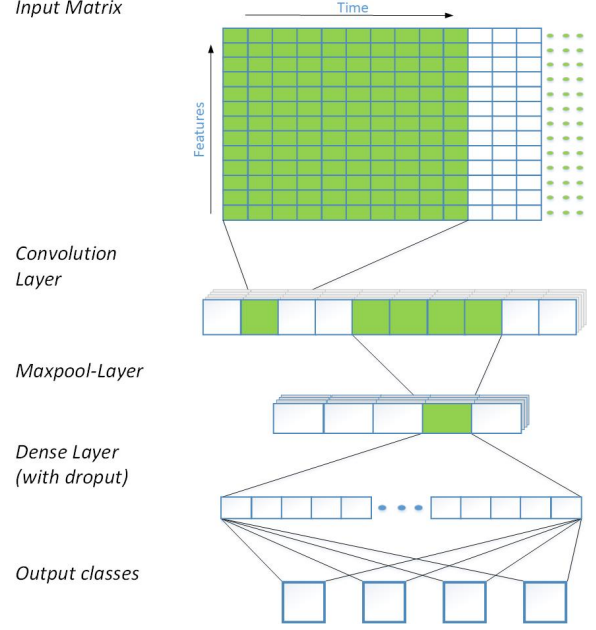 Input Matrix
Time
Features
Convolution
Layer
Maxpool-Layer
Dense Layer
(with droput)
Output classes